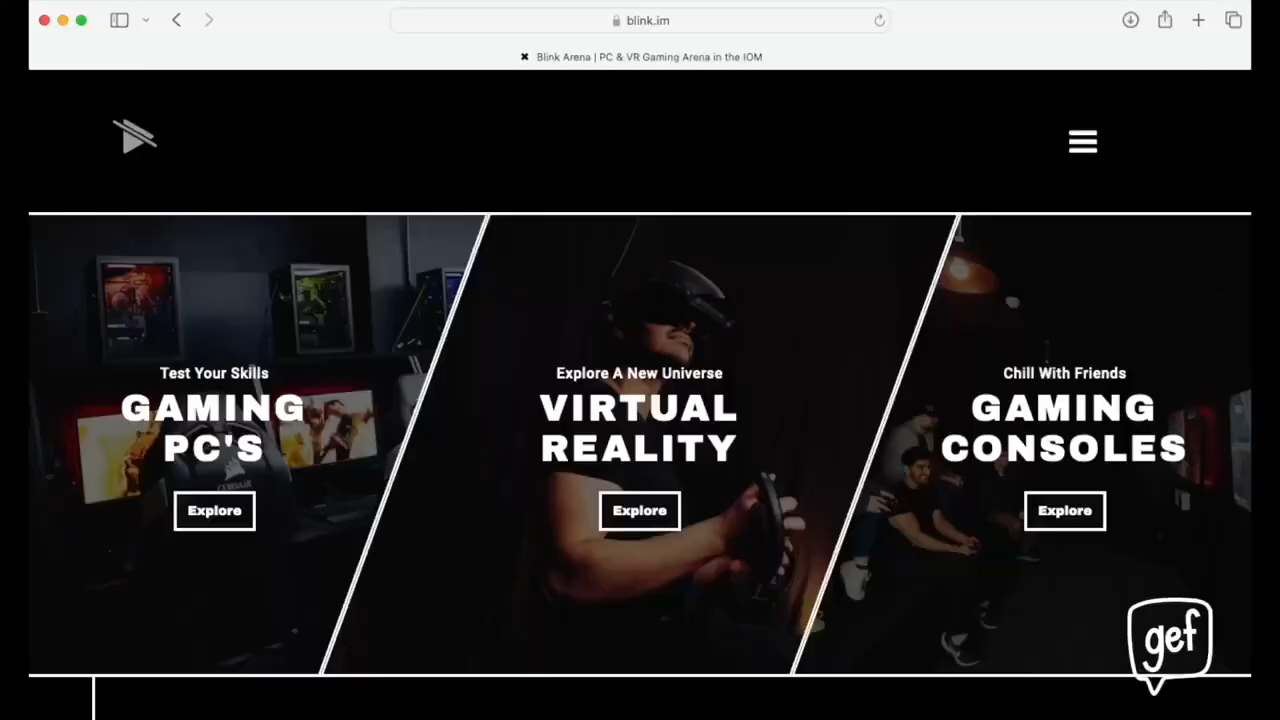 blink.im
Blink Arena | PC & VR Gaming Arena in the IOM
Test Your Skills
GAMING
PC'S
Explore
Explore A New Universe
VIRTUAL
REALITY
Explore
Chill With Friends
GAMING
CONSOLES
Explore
CORSAIR
gef